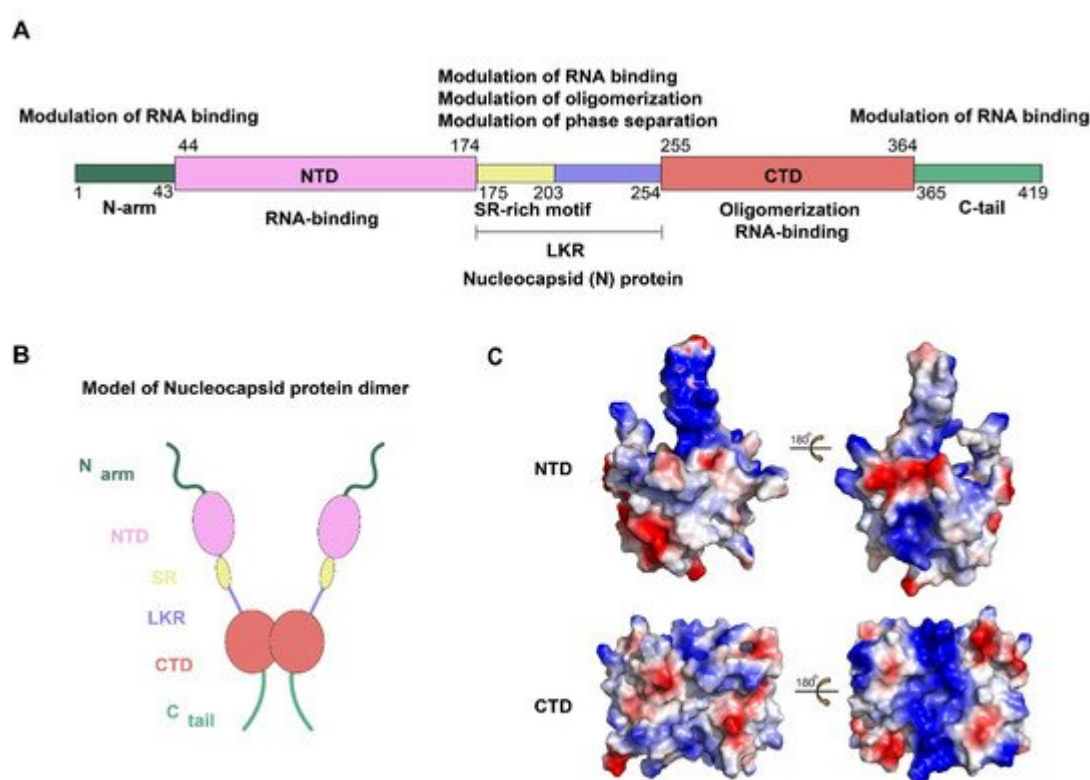 A
Modulation of RNA binding
Modulation of oligomerization
Modulation of RNA binding Modulation of phase separation Modulation of RNA binding
44 174 255 364
NTD CTD
1 43 175 203 254 365 419
N-arm SR-rich motif C-tail
RNA-binding Oligomerization
RNA-binding
LKR
Nucleocapsid (N) protein
B
Model of Nucleocapsid protein dimer
N arm
NTD
SR
LKR
CTD
C tail
C
NTD 180°
CTD 180°